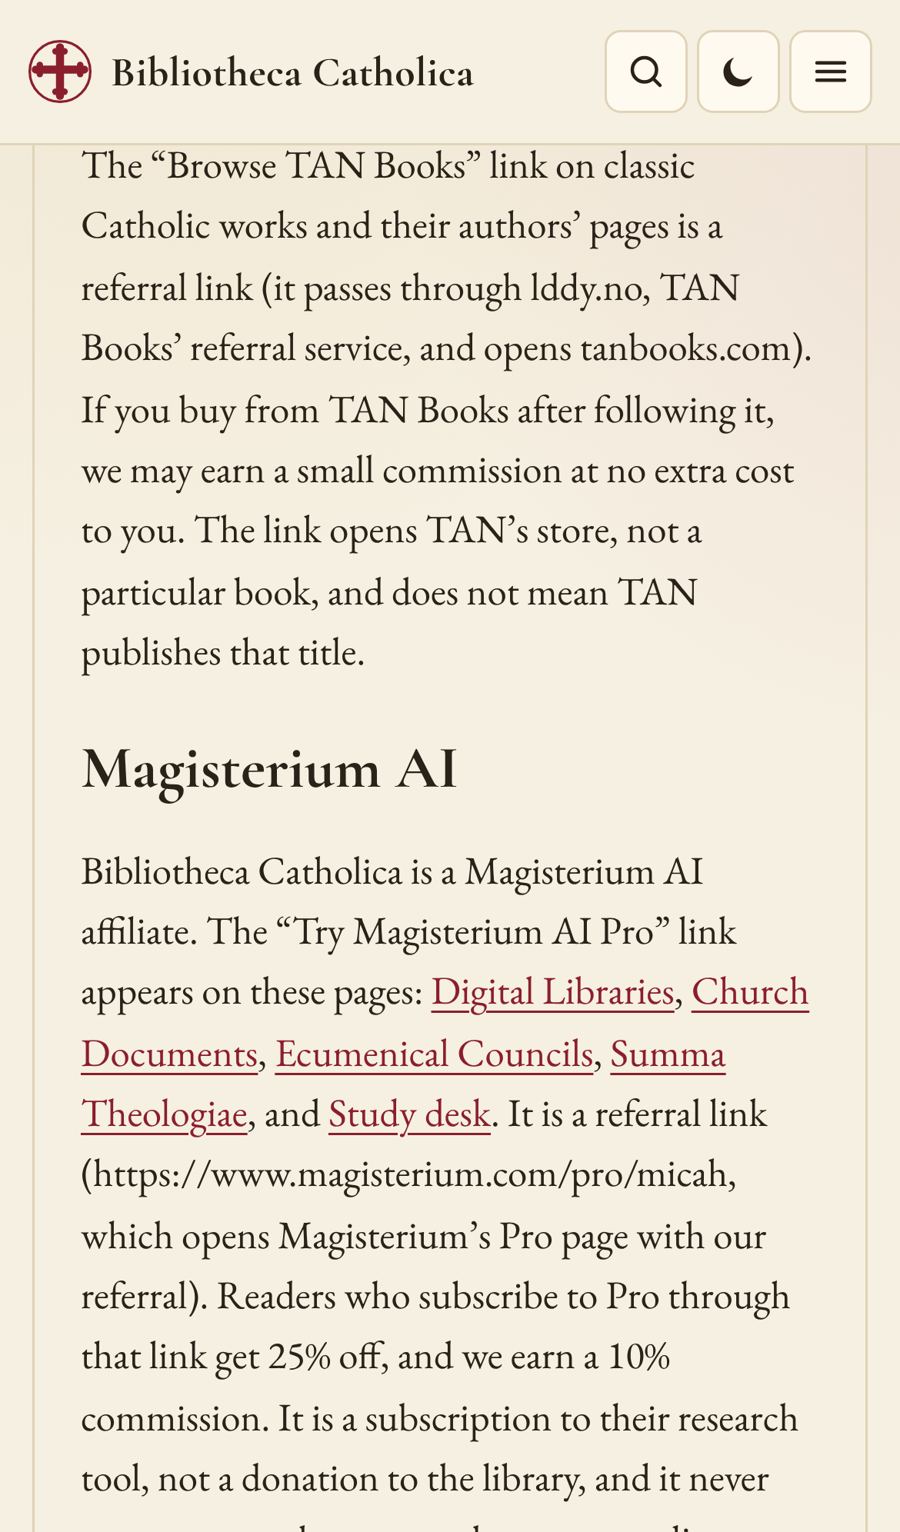 Bibliotheca Catholica
The “Browse TAN Books” link on classic
Catholic works and their authors’ pages is a
referral link (it passes through lddy.no, TAN
Books’ referral service, and opens tanbooks.com).
If you buy from TAN Books after following it,
we may earn a small commission at no extra cost
to you. The link opens TAN’s store, not a
particular book, and does not mean TAN
publishes that title.
Magisterium AI
Bibliotheca Catholica is a Magisterium AI
affiliate. The “Try Magisterium AI Pro” link
appears on these pages: Digital Libraries, Church
Documents, Ecumenical Councils, Summa
Theologiae, and Study desk. It is a referral link
(https://www.magisterium.com/pro/micah,
which opens Magisterium’s Pro page with our
referral). Readers who subscribe to Pro through
that link get 25% off, and we earn a 10%
commission. It is a subscription to their research
tool, not a donation to the library, and it never